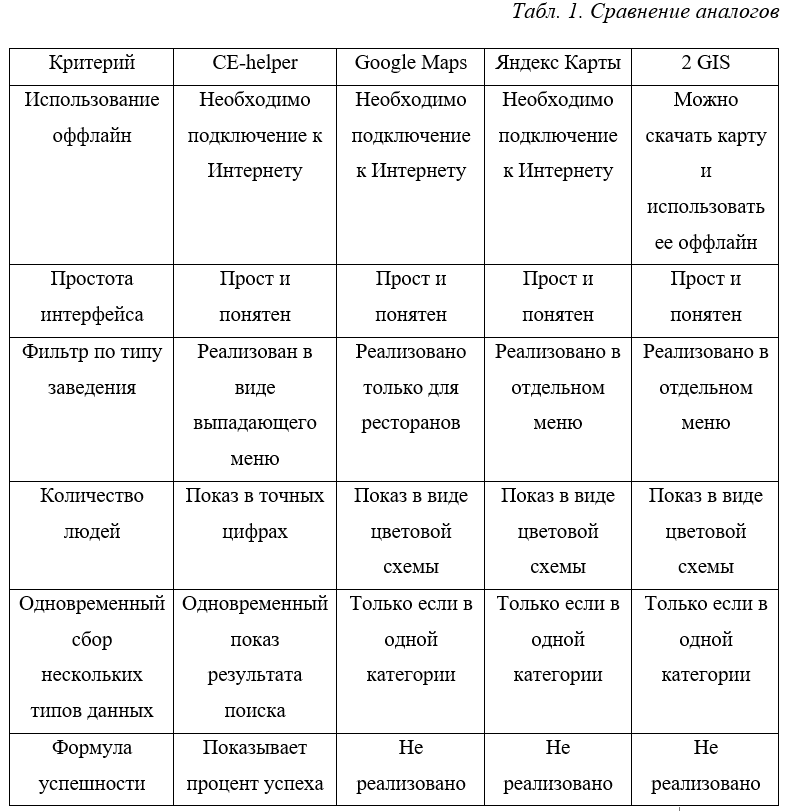 Табл. 1. Сравнение аналогов
Критерий CE-helper Google Maps Яндекс Карты 2 GIS
Использование Необходимо Необходимо Необходимо Можно
оффлайн подключение к подключение подключение скачать карту
Интернету к Интернету к Интернету и
использовать
ее оффлайн
Простота Прост и Прост и Прост и Прост и
интерфейса понятен понятен понятен понятен
Фильтр по типу Реализован в Реализовано Реализовано в Реализовано в
заведения виде только для отдельном отдельном
выпадающего ресторанов меню меню
меню
Количество Показ в точных Показ в виде Показ в виде Показ в виде
людей цифрах цветовой цветовой цветовой
схемы схемы схемы
Одновременный Одновременный Только если в Только если в Только если в
сбор показ одной одной одной
нескольких результата категории категории категории
типов данных поиска
Формула Показывает Не Не Не
успешности процент успеха реализовано реализовано реализовано